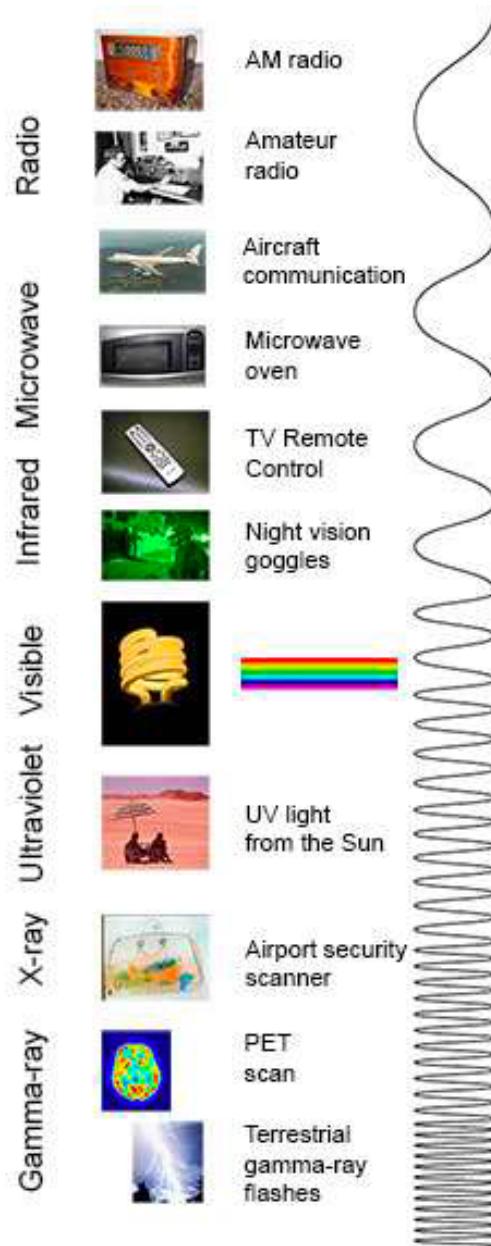 Radio
AM radio
Amateur
radio
Aircraft
communication
Microwave
Microwave
oven
Infrared
TV Remote
Control
Night vision
goggles
Visible
Ultraviolet
UV light
from the Sun
X-ray
Airport security
scanner
Gamma-ray
PET
scan
Terrestrial
gamma-ray
flashes